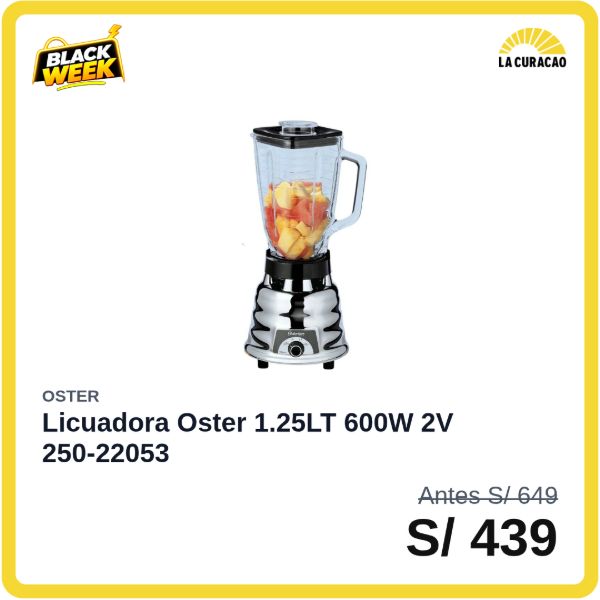 BLACK
WEEK
LA CURACAO
OSTER
Licuadora Oster 1.25LT 600W 2V
250-22053
Antes S/ 649
S/ 439